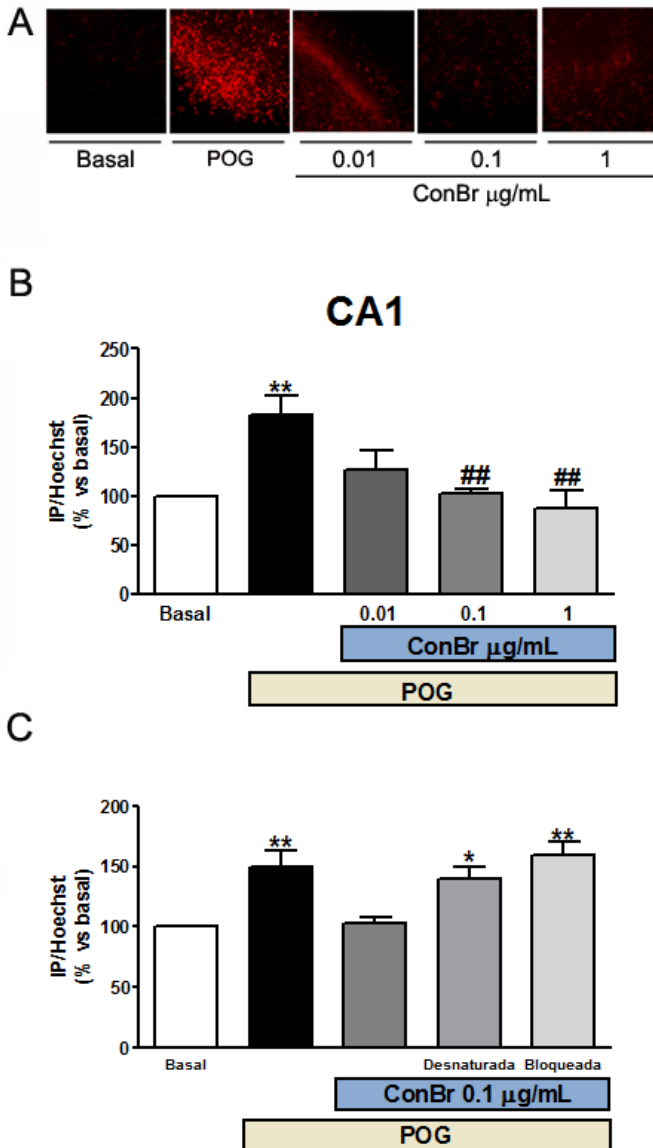 A
Basal POG 0.01 0.1 1
ConBr μg/mL
B
CA1
IP/Hoechst
(% vs basal)
250
200
150
100
50
0
**
##
##
Basal 0.01 0.1 1
ConBr μg/mL
POG
C
IP/Hoechst
(% vs basal)
200
150
100
50
0
**
*
**
Basal Desnaturada Bloqueada
ConBr 0.1 μg/mL
POG